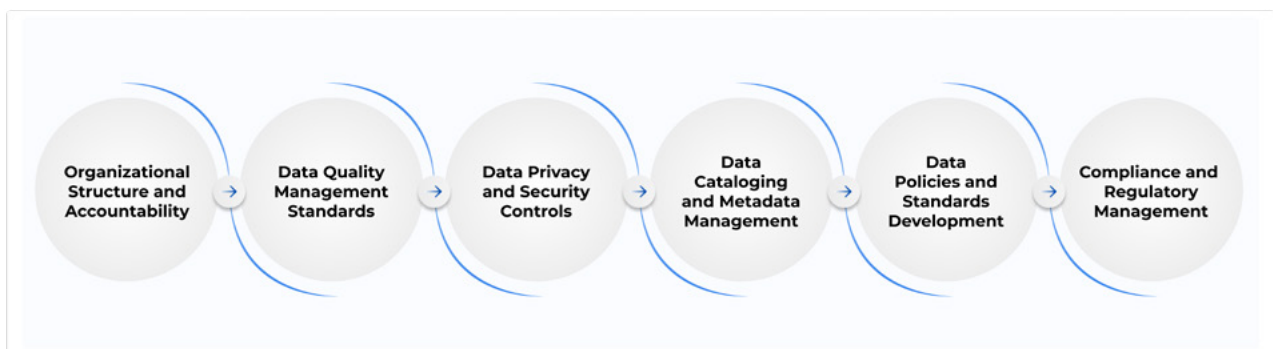 Organizational
Structure and
Accountability
Data Quality
Management
Standards
Data Privacy
and Security
Controls
Data
Cataloging
and Metadata
Management
Data
Policies and
Standards
Development
Compliance and
Regulatory
Management